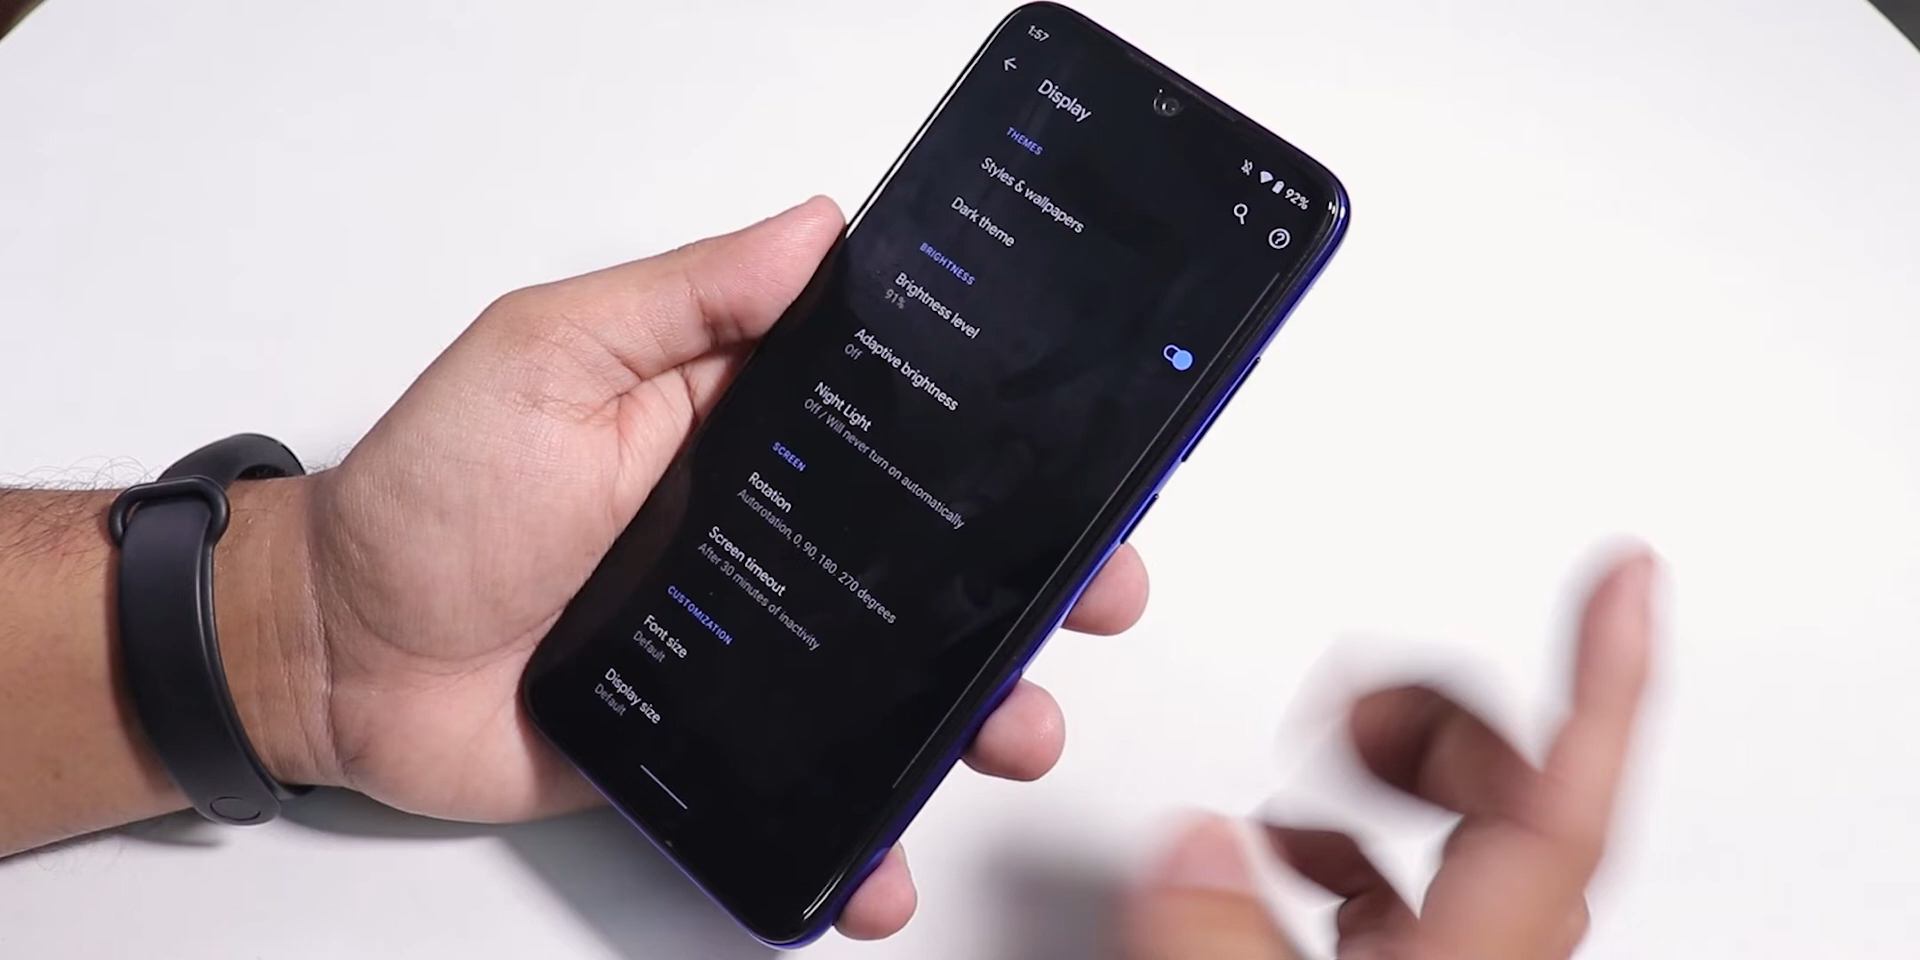 1:57
92%
Display
THEMES
Styles & wallpapers
Dark theme
BRIGHTNESS
Brightness level
91%
Adaptive brightness
Off
Night Light
Off / Will never turn on automatically
SCREEN
Rotation
Autorotation, 0, 90, 180. 270 degrees
Screen timeout
After 30 minutes of inactivity
CUSTOMIZATION
Font size
Default
Display size
Default